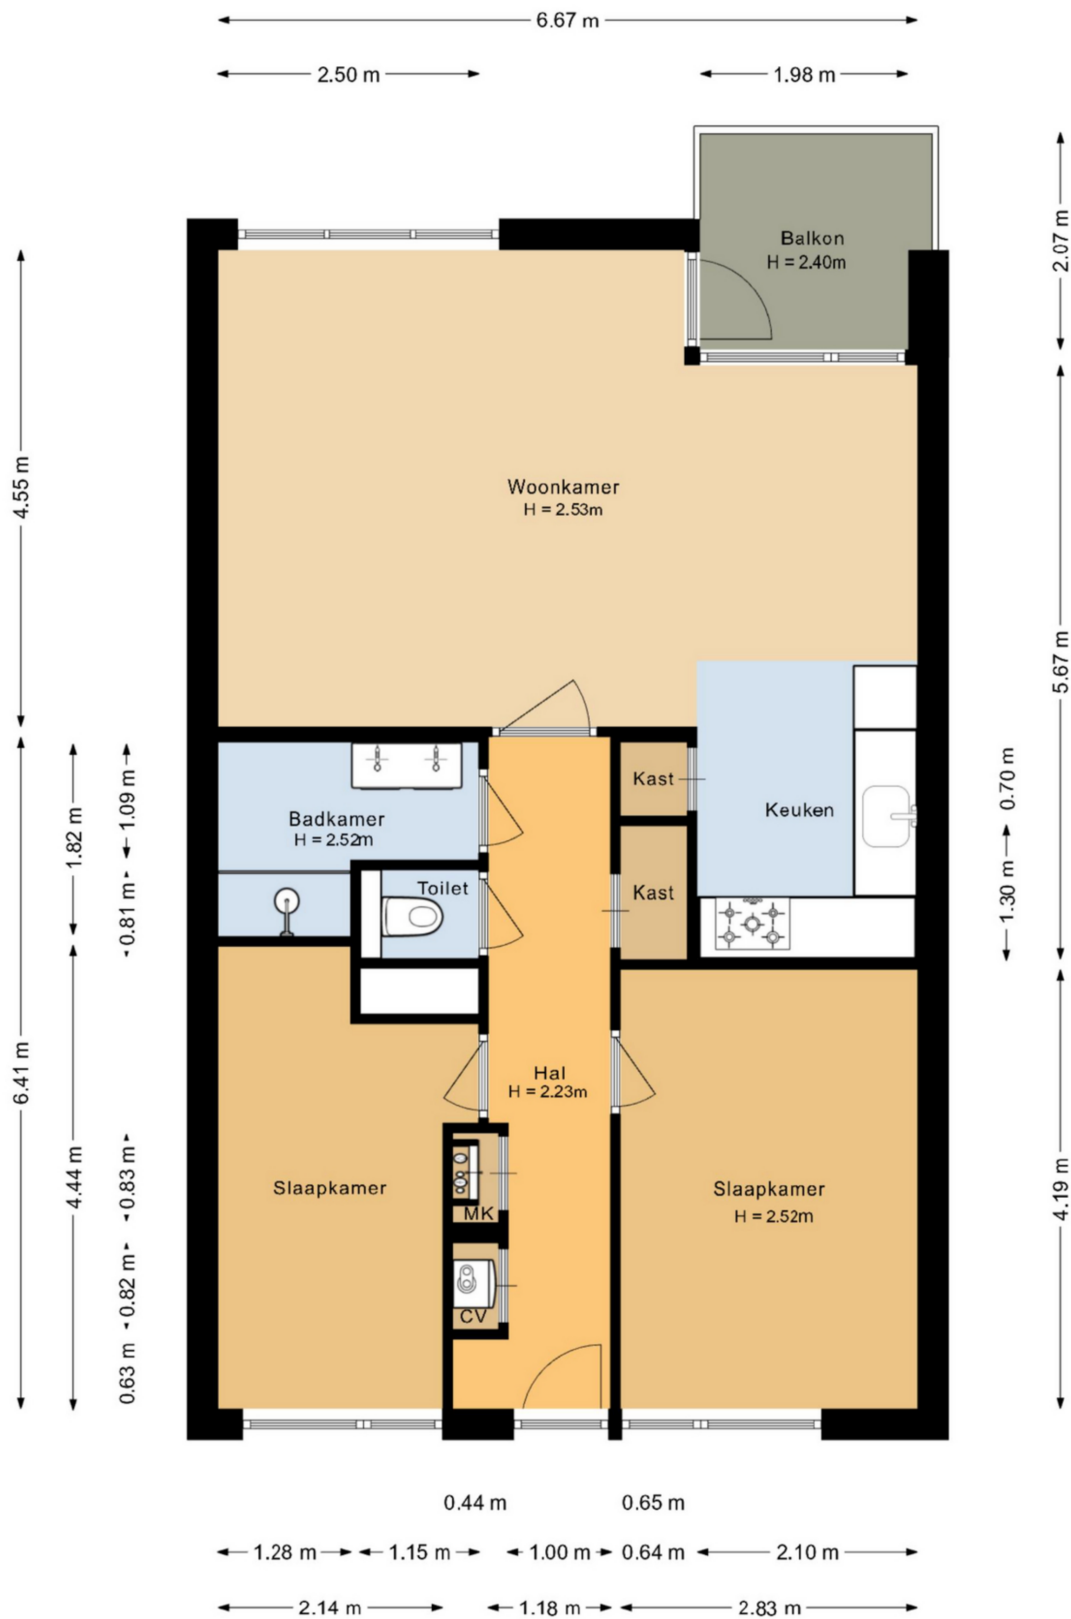 6.67 m
2.50 m
1.98 m
2.07 m
Balkon
H = 2.40m
4.55 m
Woonkamer
H = 2.53m
5.67 m
1.82 m
1.09 m
0.81 m
Badkamer
H = 2.52m
Toilet
Kast
Kast
Keuken
0.70 m
1.30 m
6.41 m
4.44 m
0.83 m
0.82 m
0.63 m
Hal
H = 2.23m
Slaapkamer
MK
CV
Slaapkamer
H = 2.52m
4.19 m
0.44 m
0.65 m
1.28 m
1.15 m
1.00 m
0.64 m
2.10 m
2.14 m
1.18 m
2.83 m